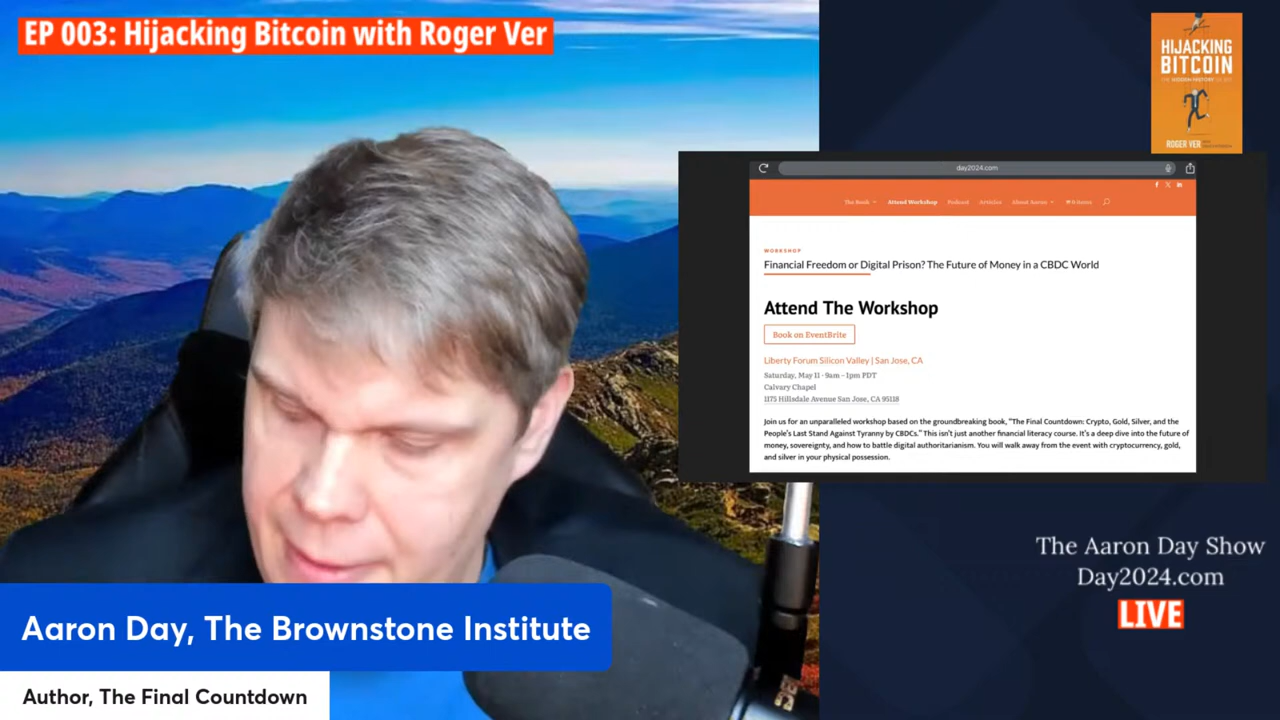 EP 003: Hijacking Bitcoin with Roger Ver
HIJACKING
BITCOIN
ROGER VER
day2024.com
The Book
Attend Workshop
Podcast
Articles
About Aaron
0 Items
WORKSHOP
Financial Freedom or Digital Prison? The Future of Money in a CBDC World
Attend The Workshop
Book on EventBrite
Liberty Forum Silicon Valley | San Jose, CA
Saturday, May 11 · 9am – 1pm PDT
Calvary Chapel
1175 Hillsdale Avenue San Jose, CA 95118
Join us for an unparalleled workshop based on the groundbreaking book, "The Final Countdown: Crypto, Gold, Silver, and the
People's Last Stand Against Tyranny by CBDCs." This isn't just another financial literacy course. It's a deep dive into the future of
money, sovereignty, and how to battle digital authoritarianism. You will walk away from the event with cryptocurrency, gold,
and silver in your physical possession.
The Aaron Day Show
Day2024.com
LIVE
Aaron Day, The Brownstone Institute
Author, The Final Countdown